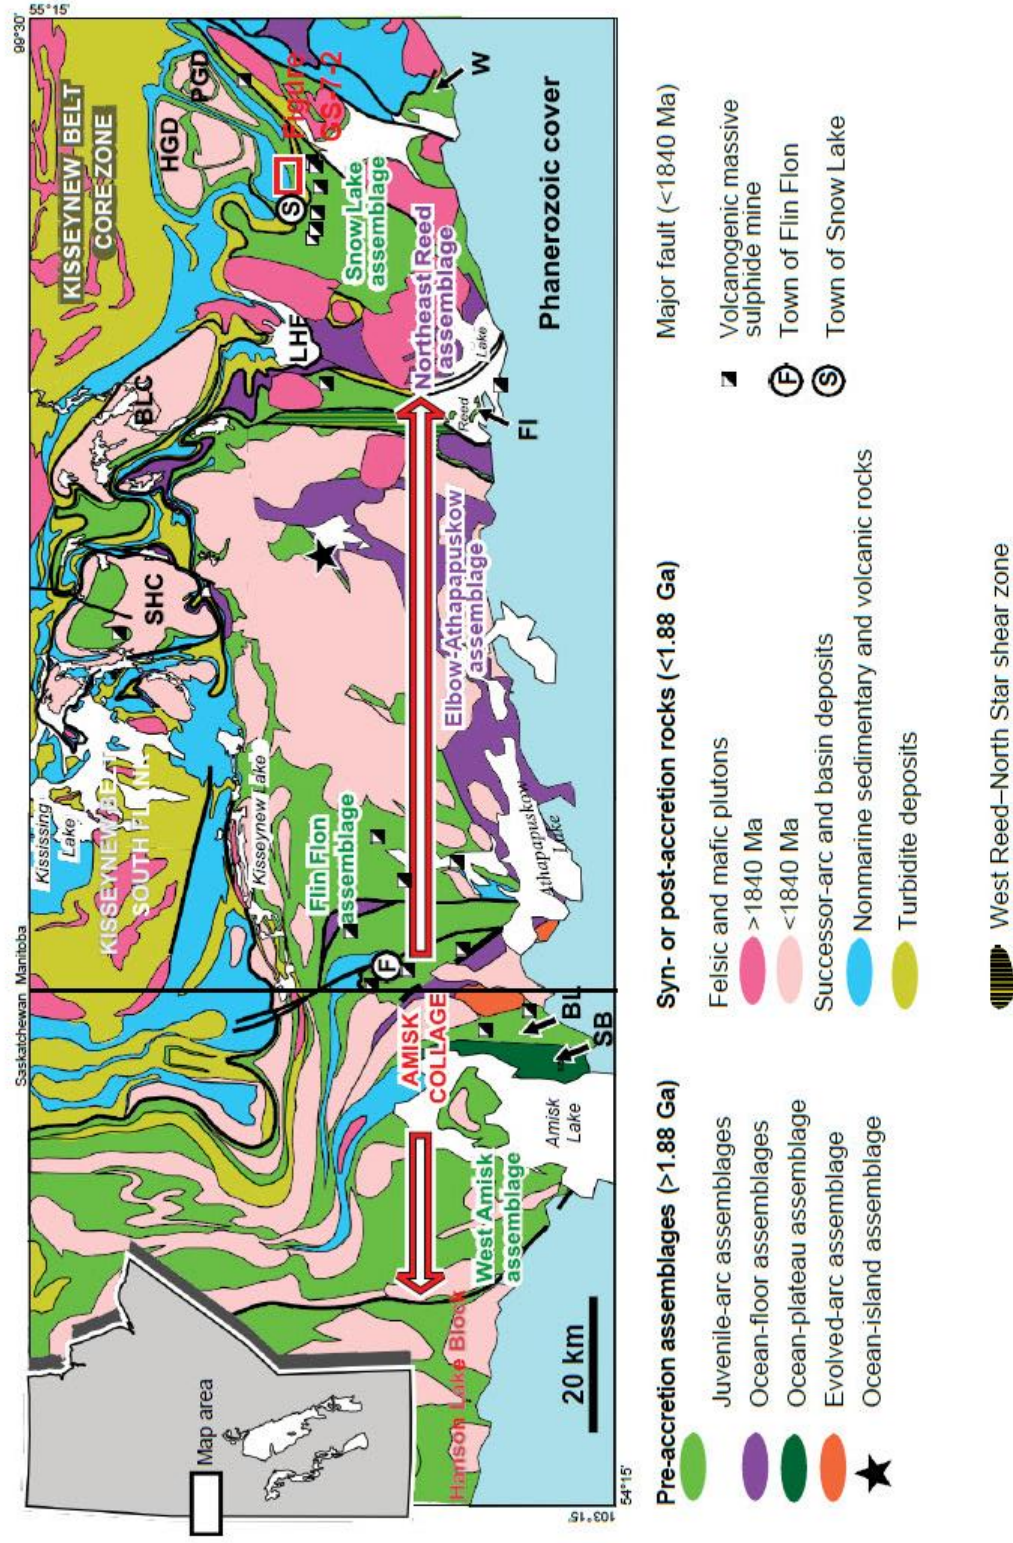 55°15'
99°30'
Saskatchewan Manitoba
KISSEYNEW BELT
CORE ZONE
HGD
PGD
Figure
GS-7-2
W
S
Snow Lake
assemblage
Northeast Reed
assemblage
Phanerozoic cover
LHF
BLC
Reed
Lake
FI
SHC
Elbow-Athapapuskow
assemblage
Kississing
Lake
KISSEYNEW BELT
SOUTH FLANK
Kisseynew Lake
Flin Flon
assemblage
Athapapuskow
Lake
F
AMISK
COLLAGE
BL
SB
Amisk
Lake
West Amisk
assemblage
Hanson Lake Block
20 km
Map area
103°15'
54°15'
Pre-accretion assemblages (>1.88 Ga)
Juvenile-arc assemblages
Ocean-floor assemblages
Ocean-plateau assemblage
Evolved-arc assemblage
Ocean-island assemblage
Syn- or post-accretion rocks (<1.88 Ga)
Felsic and mafic plutons
>1840 Ma
<1840 Ma
Successor-arc and basin deposits
Nonmarine sedimentary and volcanic rocks
Turbidite deposits
West Reed–North Star shear zone
Major fault (<1840 Ma)
Volcanogenic massive
sulphide mine
F Town of Flin Flon
S Town of Snow Lake